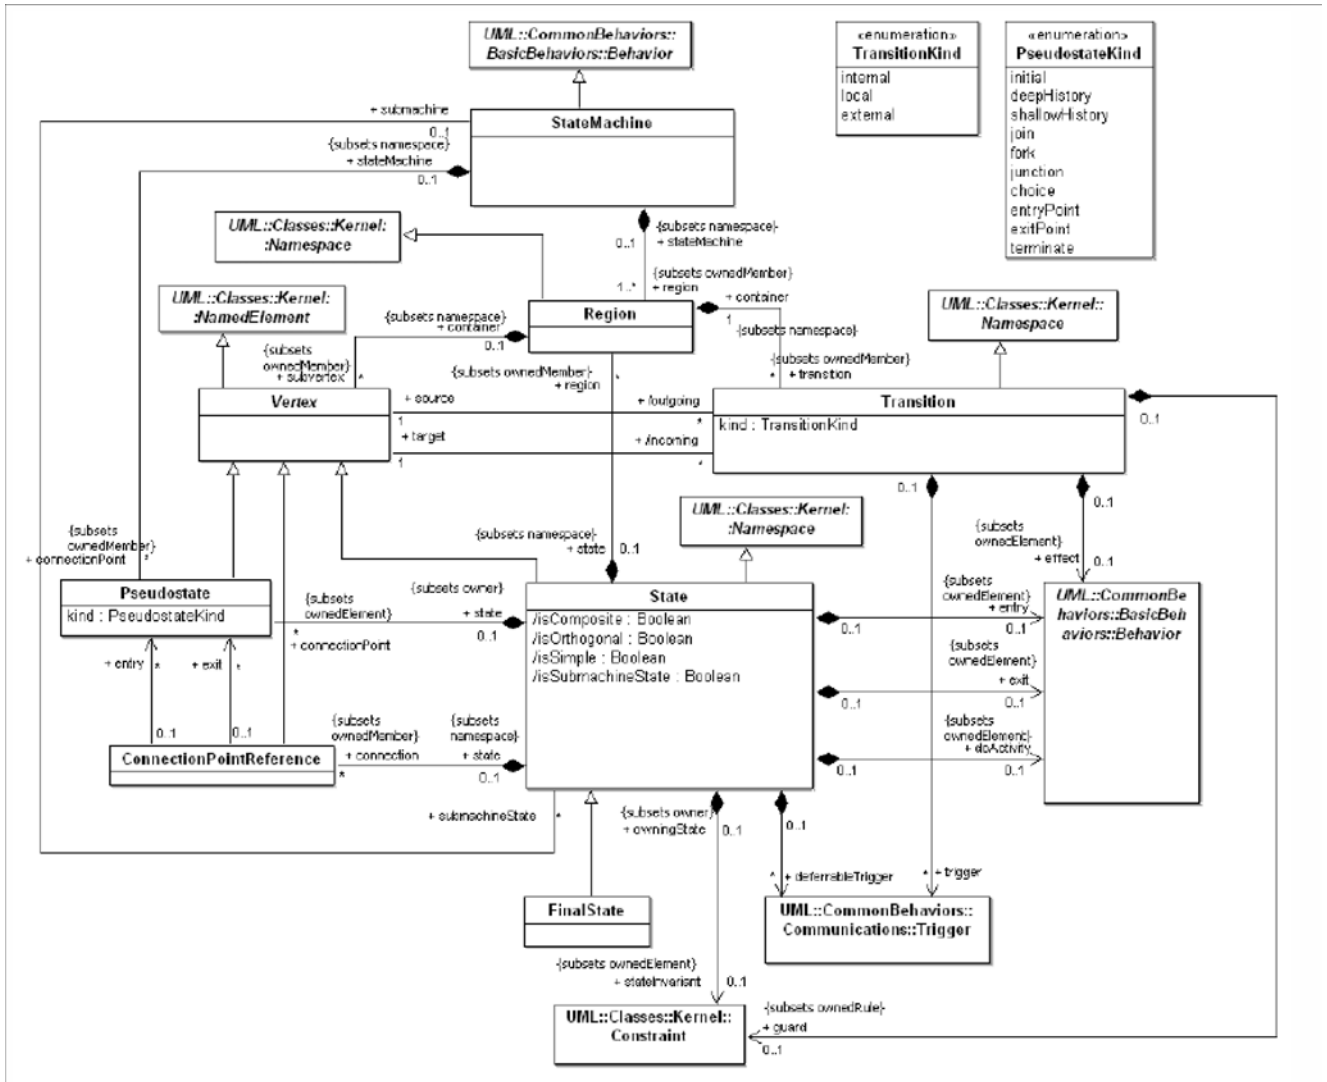 UML::CommonBehaviors::
BasicBehaviors::Behavior
«enumeration»
TransitionKind
internal
local
external
«enumeration»
PseudostateKind
initial
deepHistory
shallowHistory
join
fork
junction
choice
entryPoint
exitPoint
terminate
+ submachine
0..1
StateMachine
{subsets namespace}
+ stateMachine
0..1
UML::Classes::Kernel:
:Namespace
{subsets namespace}
0..1
+ stateMachine
{subsets ownedMember}
1..*
+ region
UML::Classes::Kernel:
:NamedElement
{subsets namespace}
+ container
0..1
Region
+ container
1
{subsets namespace}
UML::Classes::Kernel::
Namespace
{subsets
ownedMember}
+ subvertex
*
{subsets ownedMember}
*
+ region
{subsets ownedMember}
*
+ transition
Vertex
+ source
1
/outgoing
*
+ target
1
+ /incoming
*
Transition
kind : TransitionKind
0..1
0..1
0..1
UML::Classes::Kernel:
:Namespace
{subsets
ownedElement}
+ effect
0..1
{subsets
ownedMember}
+ connectionPoint
*
{subsets namespace}
+ state
0..1
Pseudostate
kind : PseudostateKind
{subsets
ownedElement}
*
+ connectionPoint
{subsets owner}
+ state
0..1
State
/isComposite : Boolean
/isOrthogonal : Boolean
/isSimple : Boolean
/isSubmachineState : Boolean
{subsets
ownedElement}
+ entry
0..1
0..1
UML::CommonBe
haviors::BasicBeh
aviors::Behavior
{subsets
ownedElement}
+ exit
0..1
0..1
{subsets
ownedElement}
+ doActivity
0..1
0..1
+ entry
*
+ exit
*
0..1
0..1
ConnectionPointReference
{subsets
ownedMember}
+ connection
*
{subsets
namespace}
+ state
0..1
+ submachineState
*
{subsets owner}
+ owningState
0..1
0..1
*
+ deferrableTrigger
*
+ trigger
FinalState
UML::CommonBehaviors::
Communications::Trigger
{subsets ownedElement}
+ stateInvariant
0..1
UML::Classes::Kernel::
Constraint
{subsets ownedRule}
+ guard
0..1